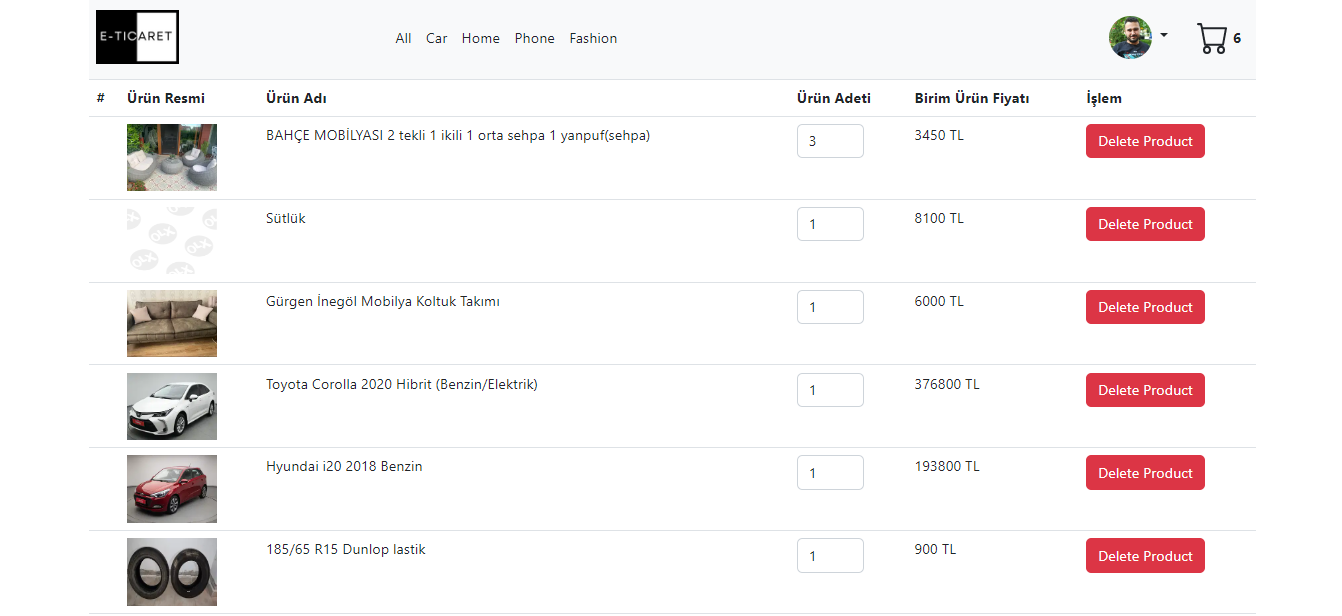 E-TICARET
All Car Home Phone Fashion
6
# Ürün Resmi Ürün Adı Ürün Adeti Birim Ürün Fiyatı İşlem
BAHÇE MOBİLYASI 2 tekli 1 ikili 1 orta sehpa 1 yanpuf(sehpa) 3 3450 TL Delete Product
Sütlük 1 8100 TL Delete Product
Gürgen İnegöl Mobilya Koltuk Takımı 1 6000 TL Delete Product
Toyota Corolla 2020 Hibrit (Benzin/Elektrik) 1 376800 TL Delete Product
Hyundai i20 2018 Benzin 1 193800 TL Delete Product
185/65 R15 Dunlop lastik 1 900 TL Delete Product